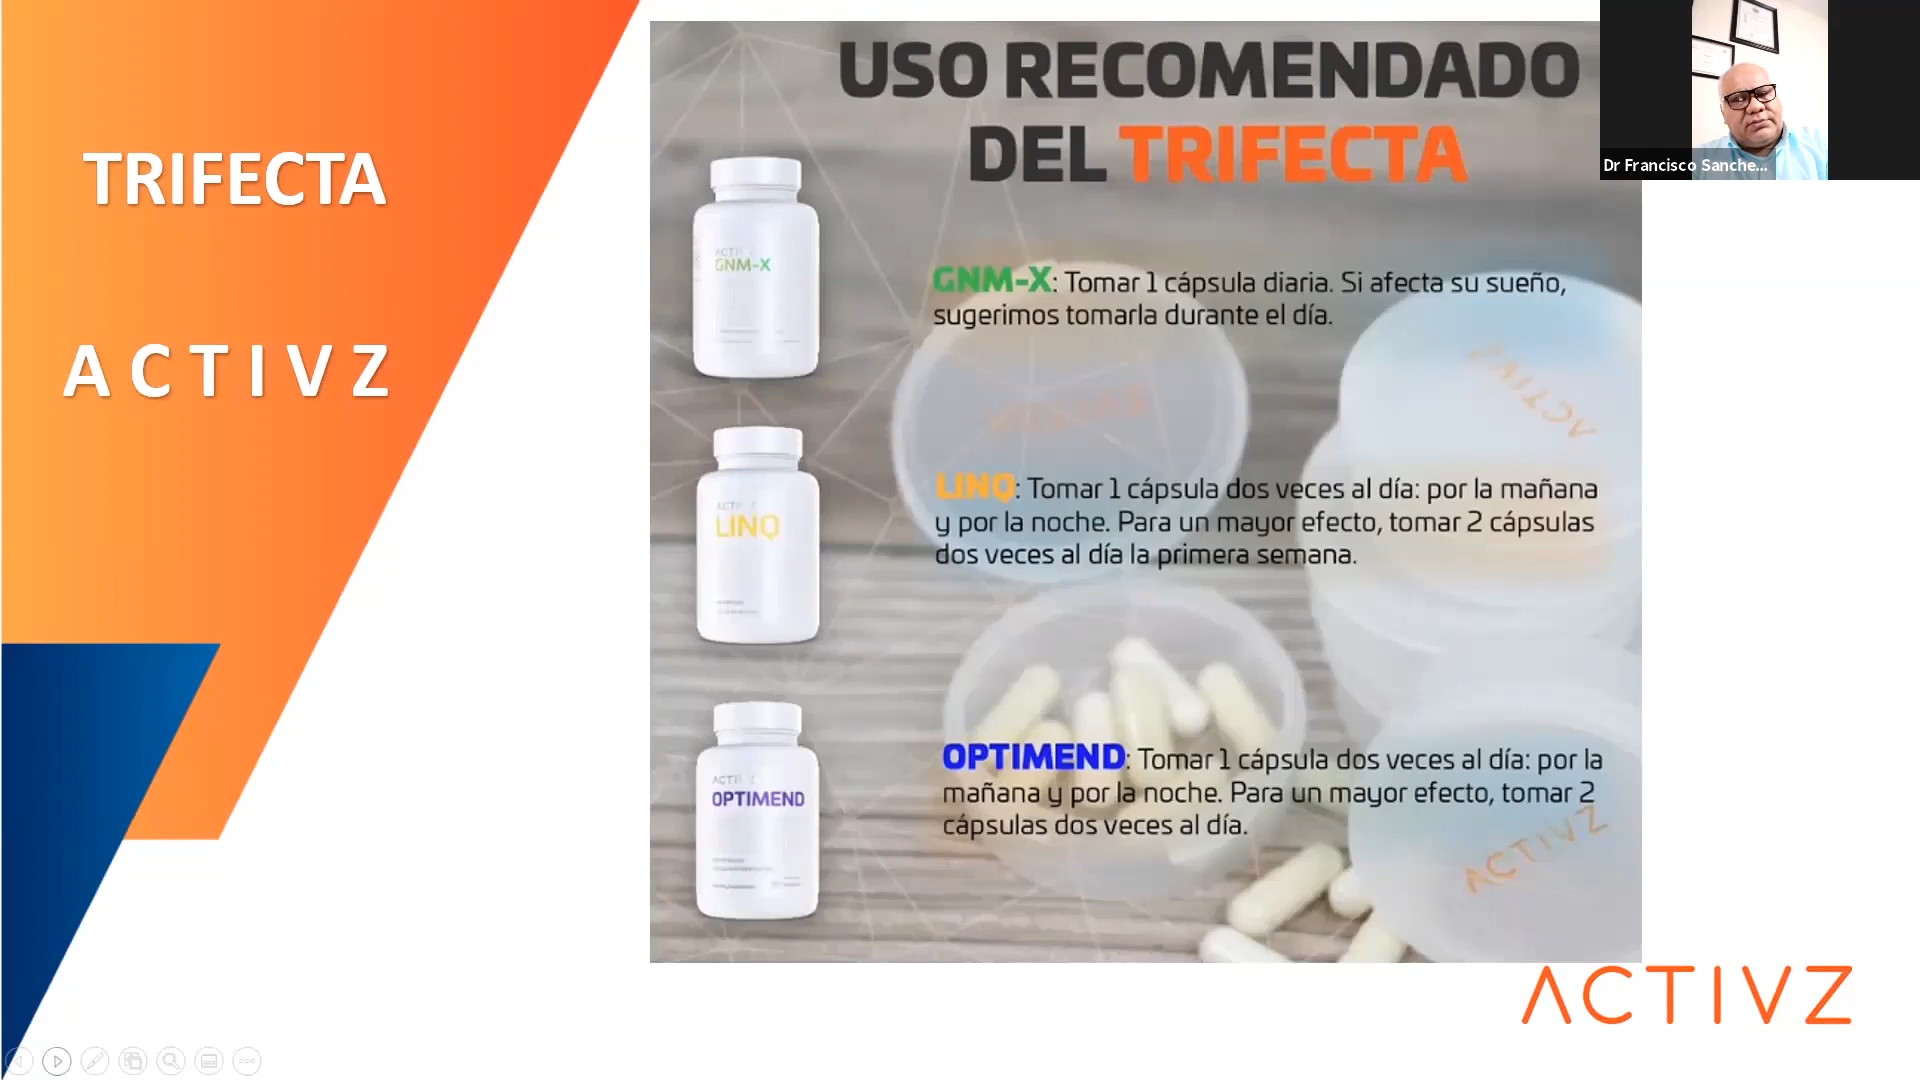 TRIFECTA
ACTIVZ
USO RECOMENDADO
DEL TRIFECTA
GNM-X
GNM-X: Tomar 1 cápsula diaria. Si afecta su sueño,
sugerimos tomarla durante el día.
LINQ
LINQ: Tomar 1 cápsula dos veces al día: por la mañana
y por la noche. Para un mayor efecto, tomar 2 cápsulas
dos veces al día la primera semana.
OPTIMEND
OPTIMEND: Tomar 1 cápsula dos veces al día: por la
mañana y por la noche. Para un mayor efecto, tomar 2
cápsulas dos veces al día.
ACTIVZ
ACTIVZ
ACTIVZ
Dr Francisco Sanche...